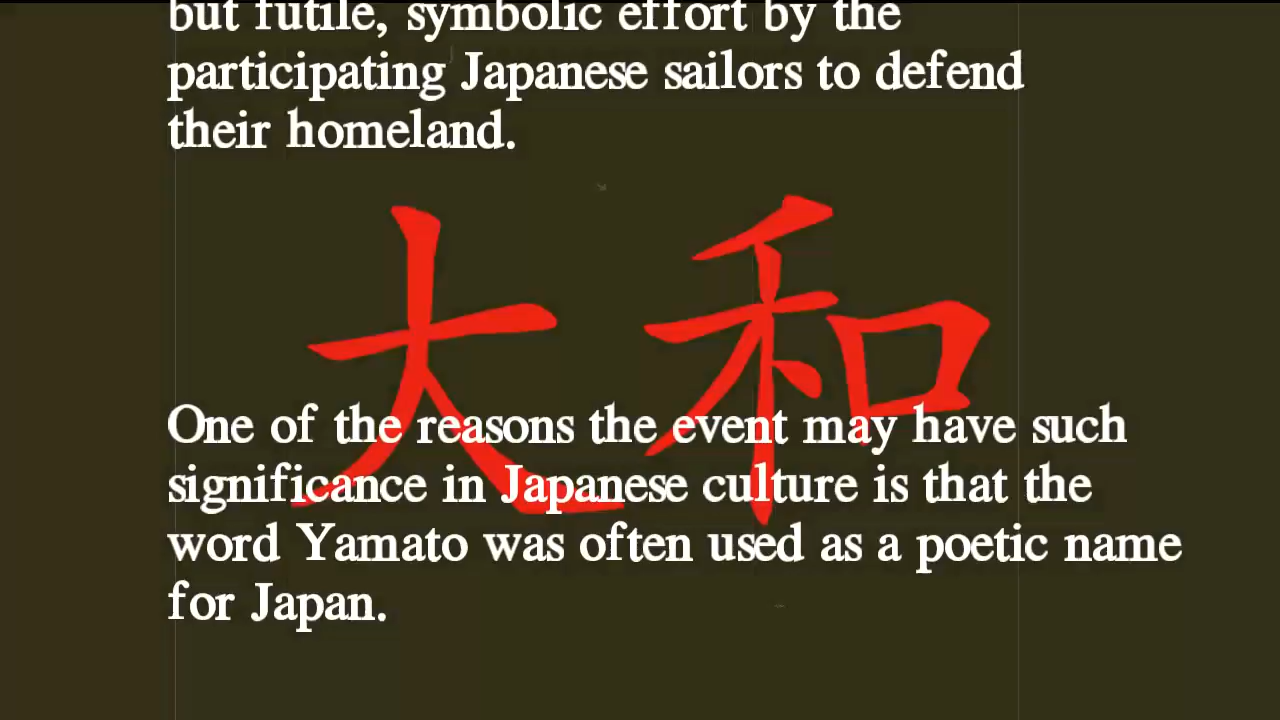 but futile, symbolic effort by the
participating Japanese sailors to defend
their homeland.
大和
One of the reasons the event may have such
significance in Japanese culture is that the
word Yamato was often used as a poetic name
for Japan.